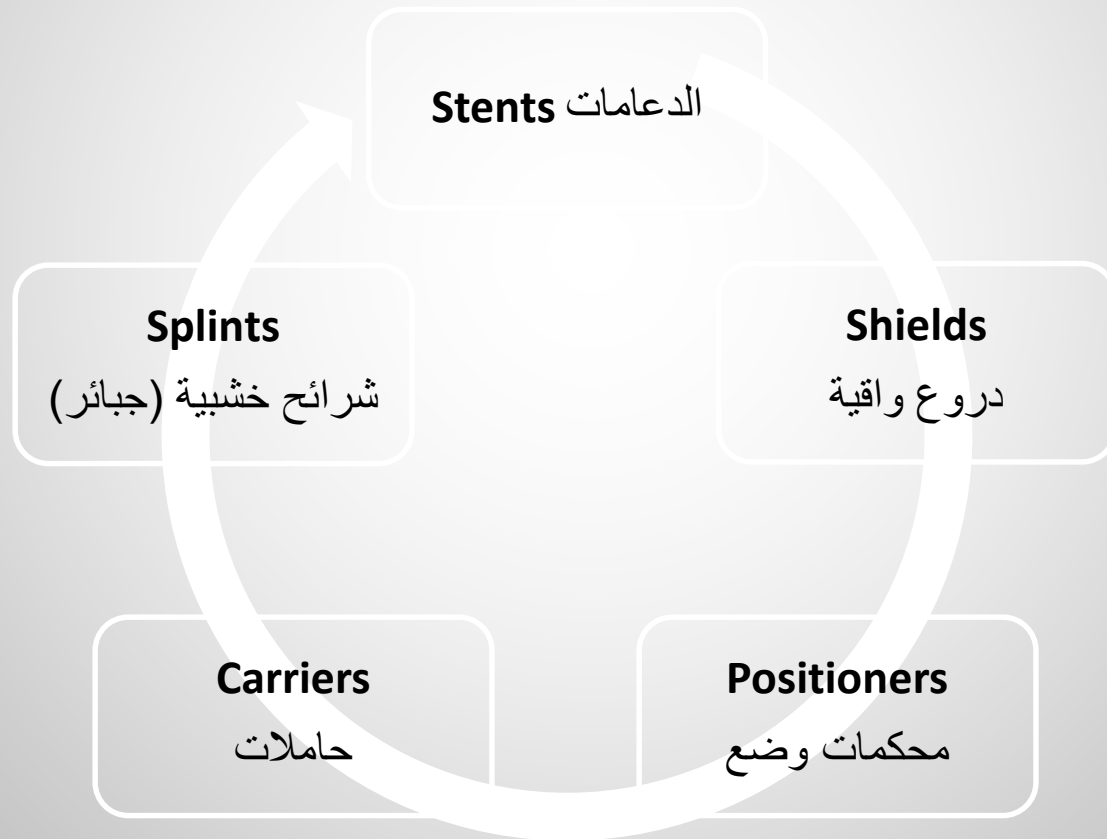 الدعامات Stents
Shields
دروع واقية
Positioners
محكمات وضع
Carriers
حاملات
Splints
شرائح خشبية (جبائر)